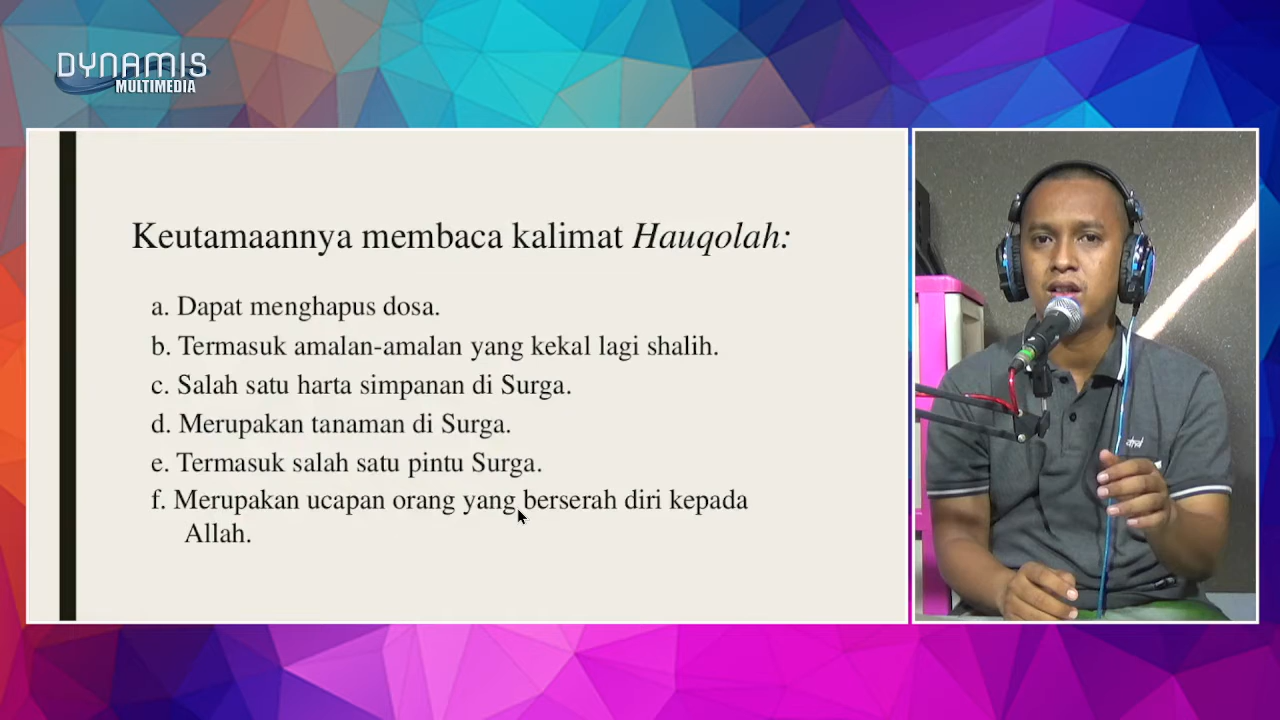 DYNAMIS
MULTIMEDIA
Keutamaannya membaca kalimat Hauqolah:
a. Dapat menghapus dosa.
b. Termasuk amalan-amalan yang kekal lagi shalih.
c. Salah satu harta simpanan di Surga.
d. Merupakan tanaman di Surga.
e. Termasuk salah satu pintu Surga.
f. Merupakan ucapan orang yang berserah diri kepada
Allah.